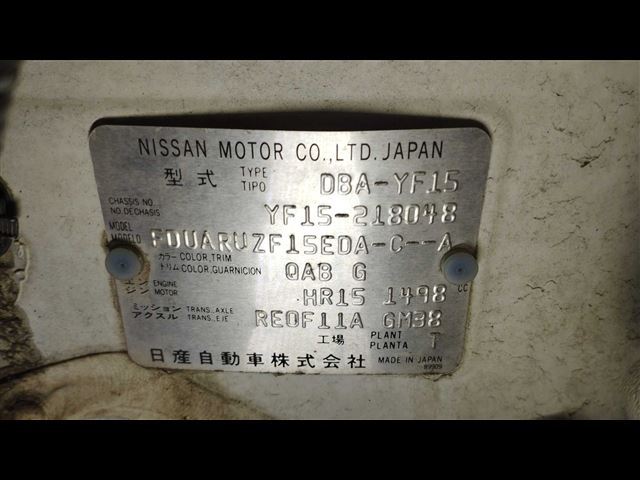 NISSAN MOTOR CO.,LTD. JAPAN
型式 TYPE TIPO DBA-YF15
CHASSIS NO. NO.DECHASIS YF15-218048
MODEL MODELO FDUARUZF15EDA-C--A
カラー COLOR,TRIM トリム COLOR,GUARNICION QAB G
エンジン ENGINE MOTOR HR15 1498 CC
ミッション TRANS.,AXLE アクスル TRANS.,EJE RE0F11A GM38
工場 PLANT PLANTA T
日産自動車株式会社 MADE IN JAPAN
89909